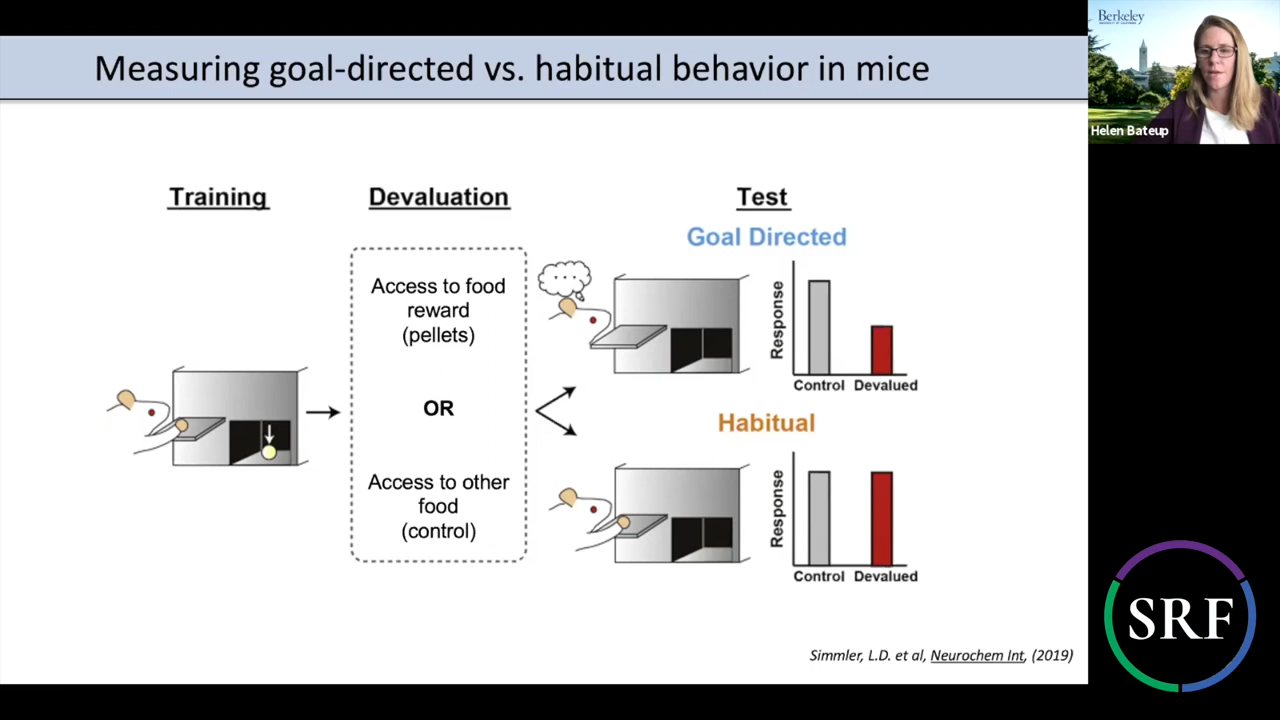 Measuring goal-directed vs. habitual behavior in mice
Berkeley
Helen Bateup
Training
Devaluation
Test
Goal Directed
Access to food
reward
(pellets)
OR
Access to other
food
(control)
...
Response
Control Devalued
Habitual
Response
Control Devalued
SRF
Simmler, L.D. et al, Neurochem Int, (2019)